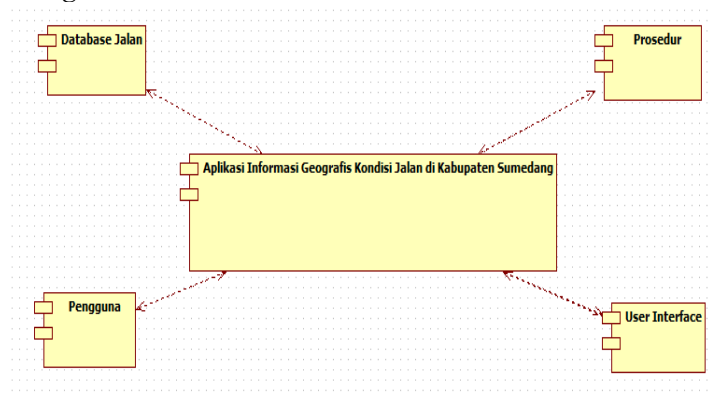 Database Jalan
Prosedur
Aplikasi Informasi Geografis Kondisi Jalan di Kabupaten Sumedang
Pengguna
User Interface